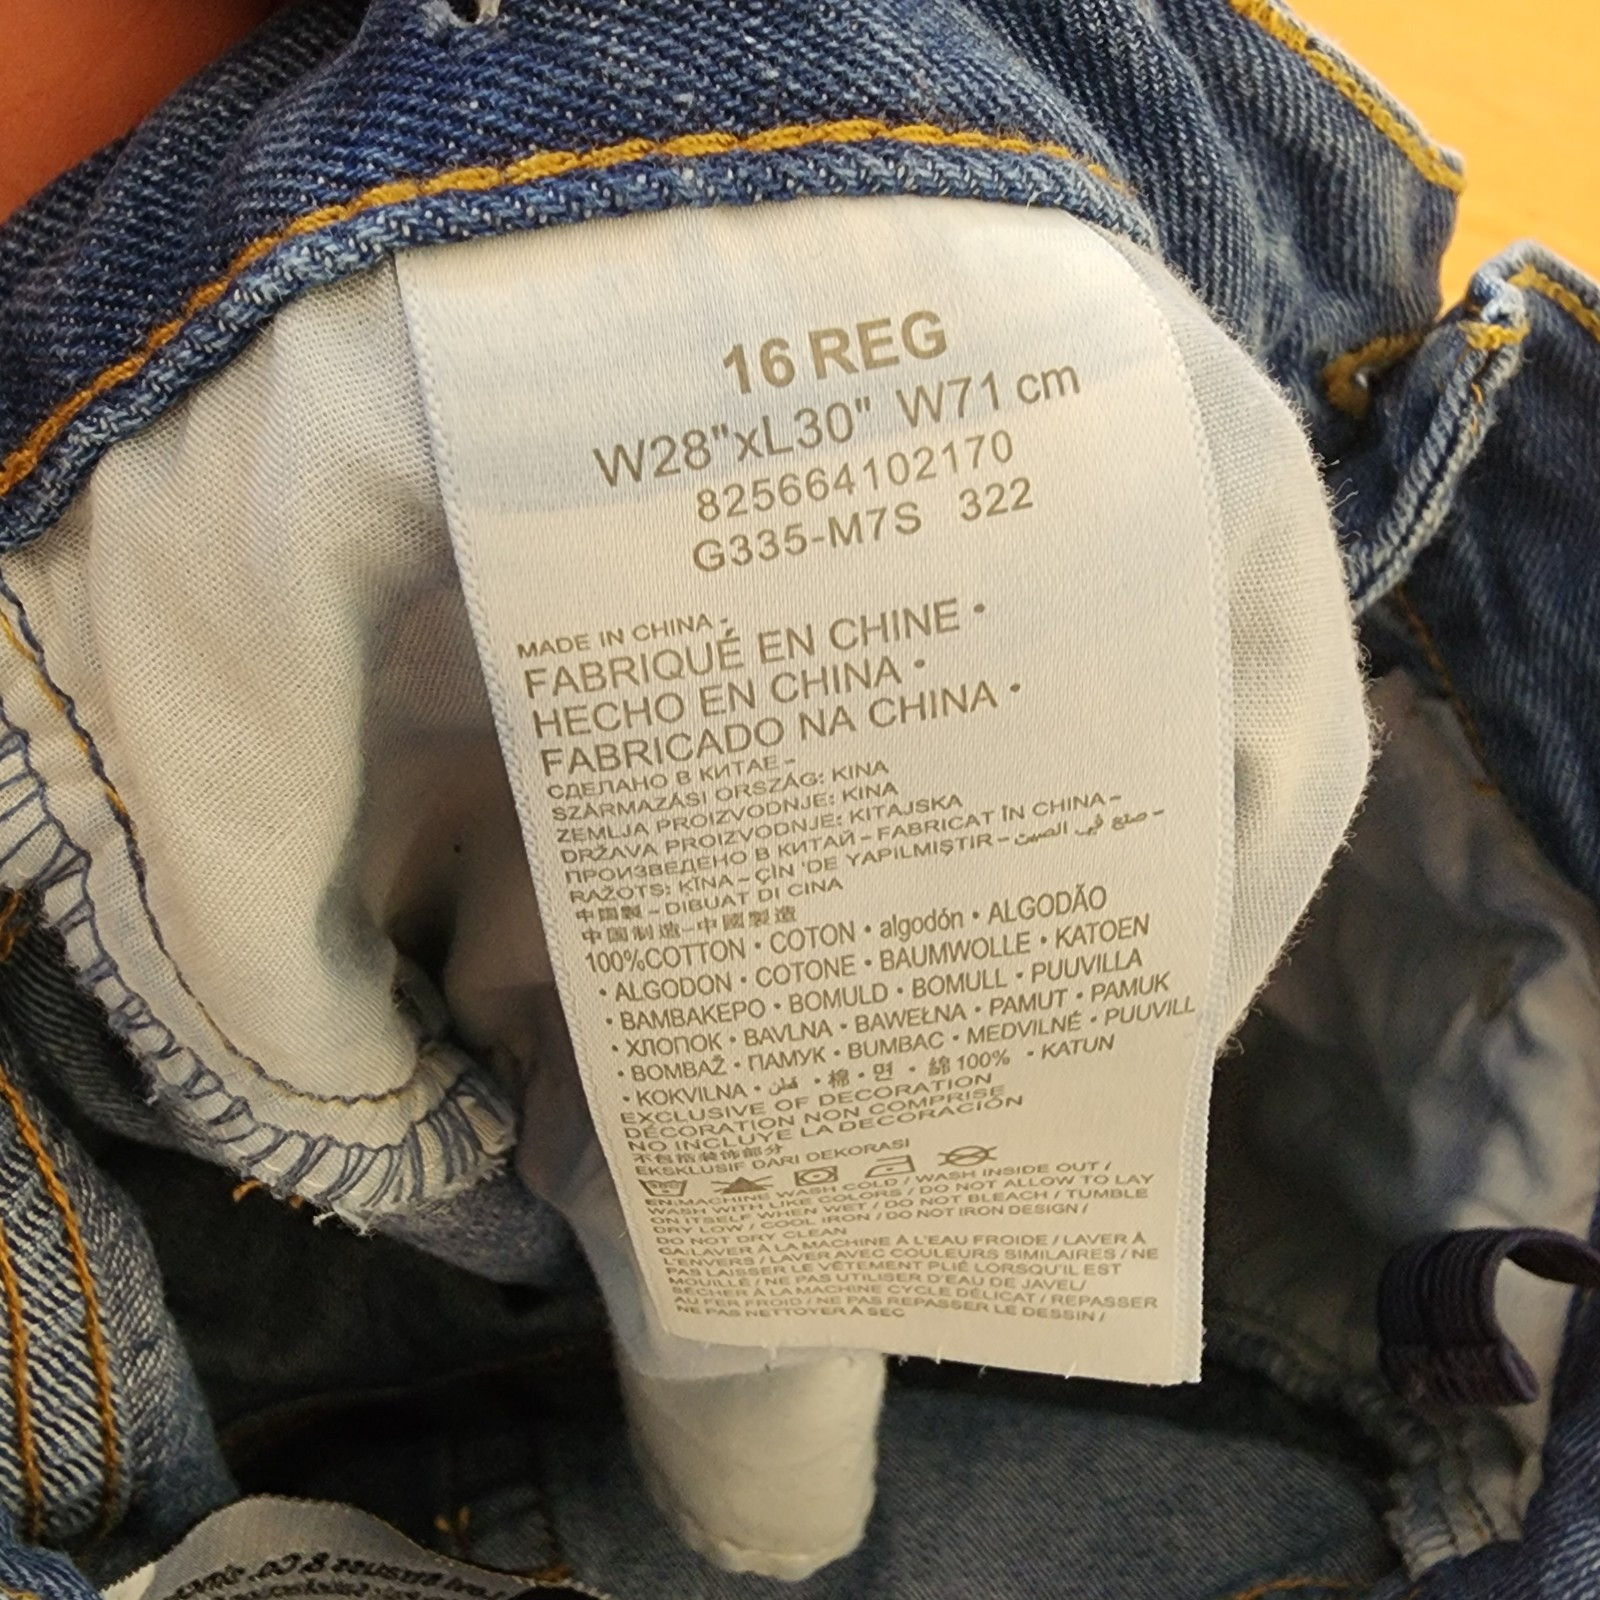 16 REG
W28"xL30" W71 cm
825664102170
G335-M7S 322
MADE IN CHINA -
FABRIQUÉ EN CHINE •
HECHO EN CHINA •
FABRICADO NA CHINA •
СДЕЛАНО В КИТАЕ -
SZÁRMAZÁSI ORSZÁG: KINA
ZEMLJA PROIZVODNJE: KINA
DRŽAVA PROIZVODNJE: KITAJSKA
ПРОИЗВЕДЕНО В КИТАЙ – FABRICAT ÎN CHINA –
RAŽOTS: ĶĪNA – ÇİN 'DE YAPILMIŞTIR – صنع في الصين –
中国製 – DIBUAT DI CINA
中国制造–中國製造
100%COTTON • COTON • algodón • ALGODÃO
• ALGODON • COTONE • BAUMWOLLE • KATOEN
• BAMBAKEPO • BOMULD • BOMULL • PUUVILLA
• ХЛОПОК • BAVLNA • BAWEŁNA • PAMUT • PAMUK
• BOMBAŽ • ПАМУК • BUMBAC • MEDVILNÉ • PUUVILL
• KOKVILNA • قطن • 棉 • 면 • 綿 100% • KATUN
EXCLUSIVE OF DECORATION
DÉCORATION NON COMPRISE
NO INCLUYE LA DECORACIÓN
不包括装饰部分
EKSKLUSIF DARI DEKORASI
EN:MACHINE WASH COLD / WASH INSIDE OUT /
WASH WITH LIKE COLORS / DO NOT ALLOW TO LAY
ON ITSELF WHEN WET / DO NOT BLEACH / TUMBLE
DRY LOW / COOL IRON / DO NOT IRON DESIGN /
DO NOT DRY CLEAN
CA:LAVER À LA MACHINE À L'EAU FROIDE / LAVER À
L'ENVERS / LAVER AVEC COULEURS SIMILAIRES / NE
PAS LAISSER LE VÊTEMENT PLIÉ LORSQU'IL EST
MOUILLÉ / NE PAS UTILISER D'EAU DE JAVEL/
SÉCHER À LA MACHINE CYCLE DÉLICAT / REPASSER
AU FER FROID / NE PAS REPASSER LE DESSIN /
NE PAS NETTOYER À SEC